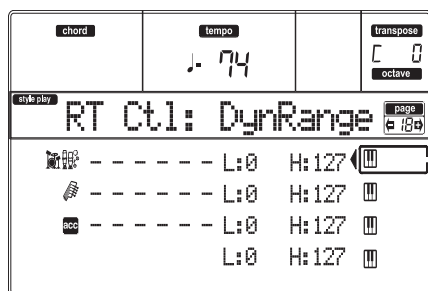 chord tempo transpose
♩. 74 C 0
octave
style play RT Ctl: DynRange page
18
- - - - - - L:0 H:127
- - - - - - L:0 H:127
acc - - - - - - L:0 H:127
L:0 H:127